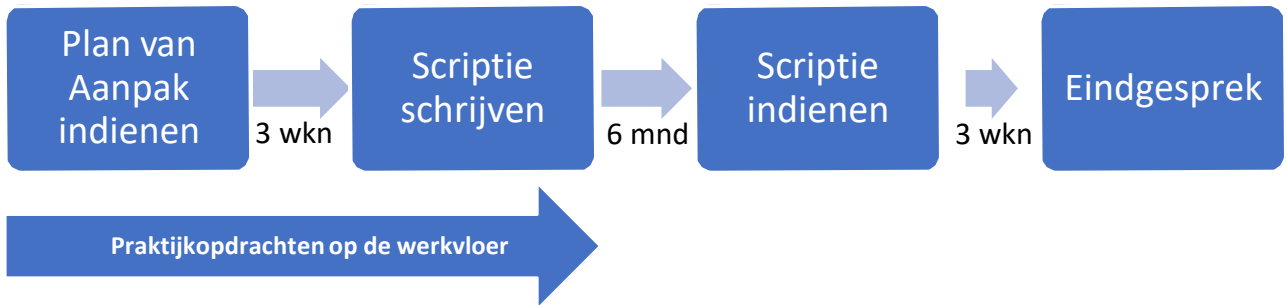 Plan van
Aanpak
indienen
3 wkn
Scriptie
schrijven
6 mnd
Scriptie
indienen
3 wkn
Eindgesprek
Praktijkopdrachten op de werkvloer